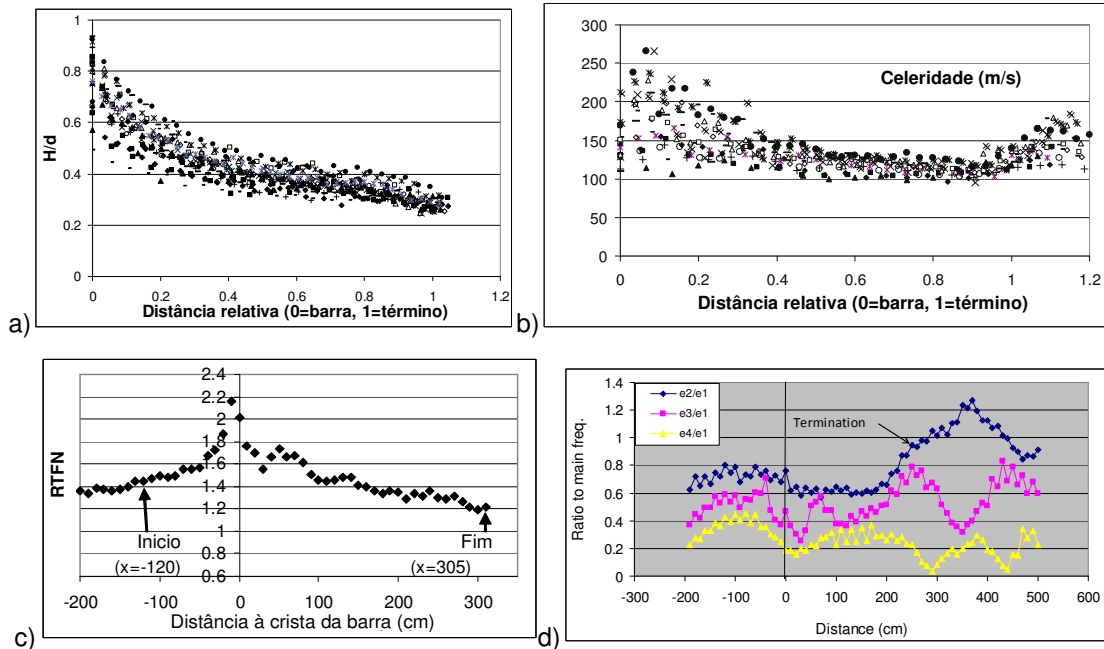 a)
H/d
1
0.8
0.6
0.4
0.2
0
0 0.2 0.4 0.6 0.8 1 1.2
Distância relativa (0=barra, 1=término)
b)
300
250
200
150
100
50
0
Celeridade (m/s)
0 0.2 0.4 0.6 0.8 1 1.2
Distância relativa (0=barra, 1=término)
c)
RTFN
2.4
2.2
2
1.8
1.6
1.4
1.2
1
0.8
0.6
Inicio
(x=-120)
Fim
(x=305)
-200 -100 0 100 200 300
Distância à crista da barra (cm)
d)
Ratio to main freq.
1.4
1.2
1
0.8
0.6
0.4
0.2
0
e2/e1
e3/e1
e4/e1
Termination
-300 -200 -100 0 100 200 300 400 500 600
Distance (cm)